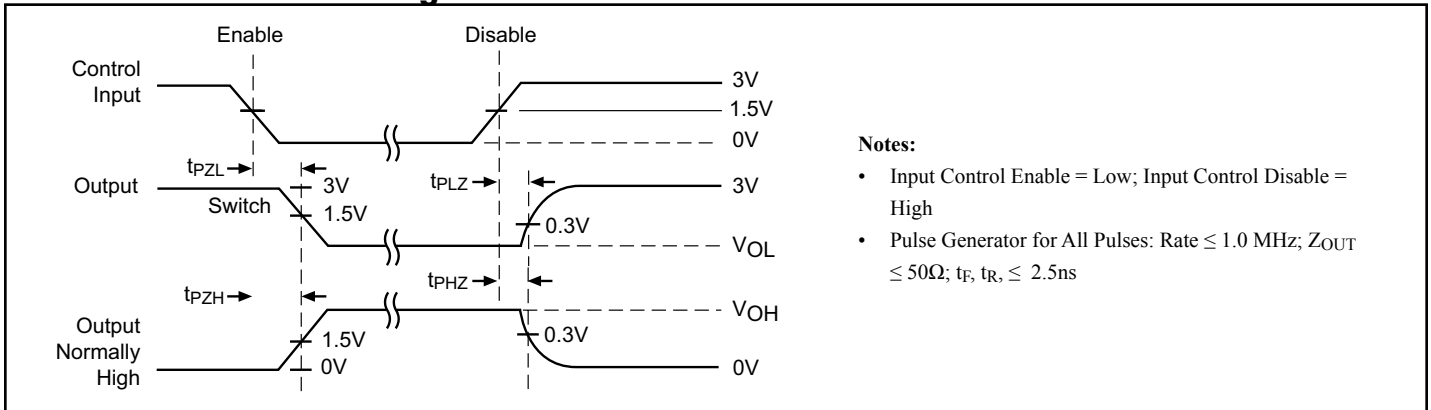 Enable
Disable
Control
Input
3V
1.5V
0V
tPZL
Output
3V
Switch
1.5V
tPLZ
0.3V
3V
VOL
tPZH
tPHZ
Output
Normally
High
1.5V
0V
VOH
0.3V
0V
Notes:
• Input Control Enable = Low; Input Control Disable =
High
• Pulse Generator for All Pulses: Rate ≤ 1.0 MHz; ZOUT
≤ 50Ω; tF, tR, ≤ 2.5ns